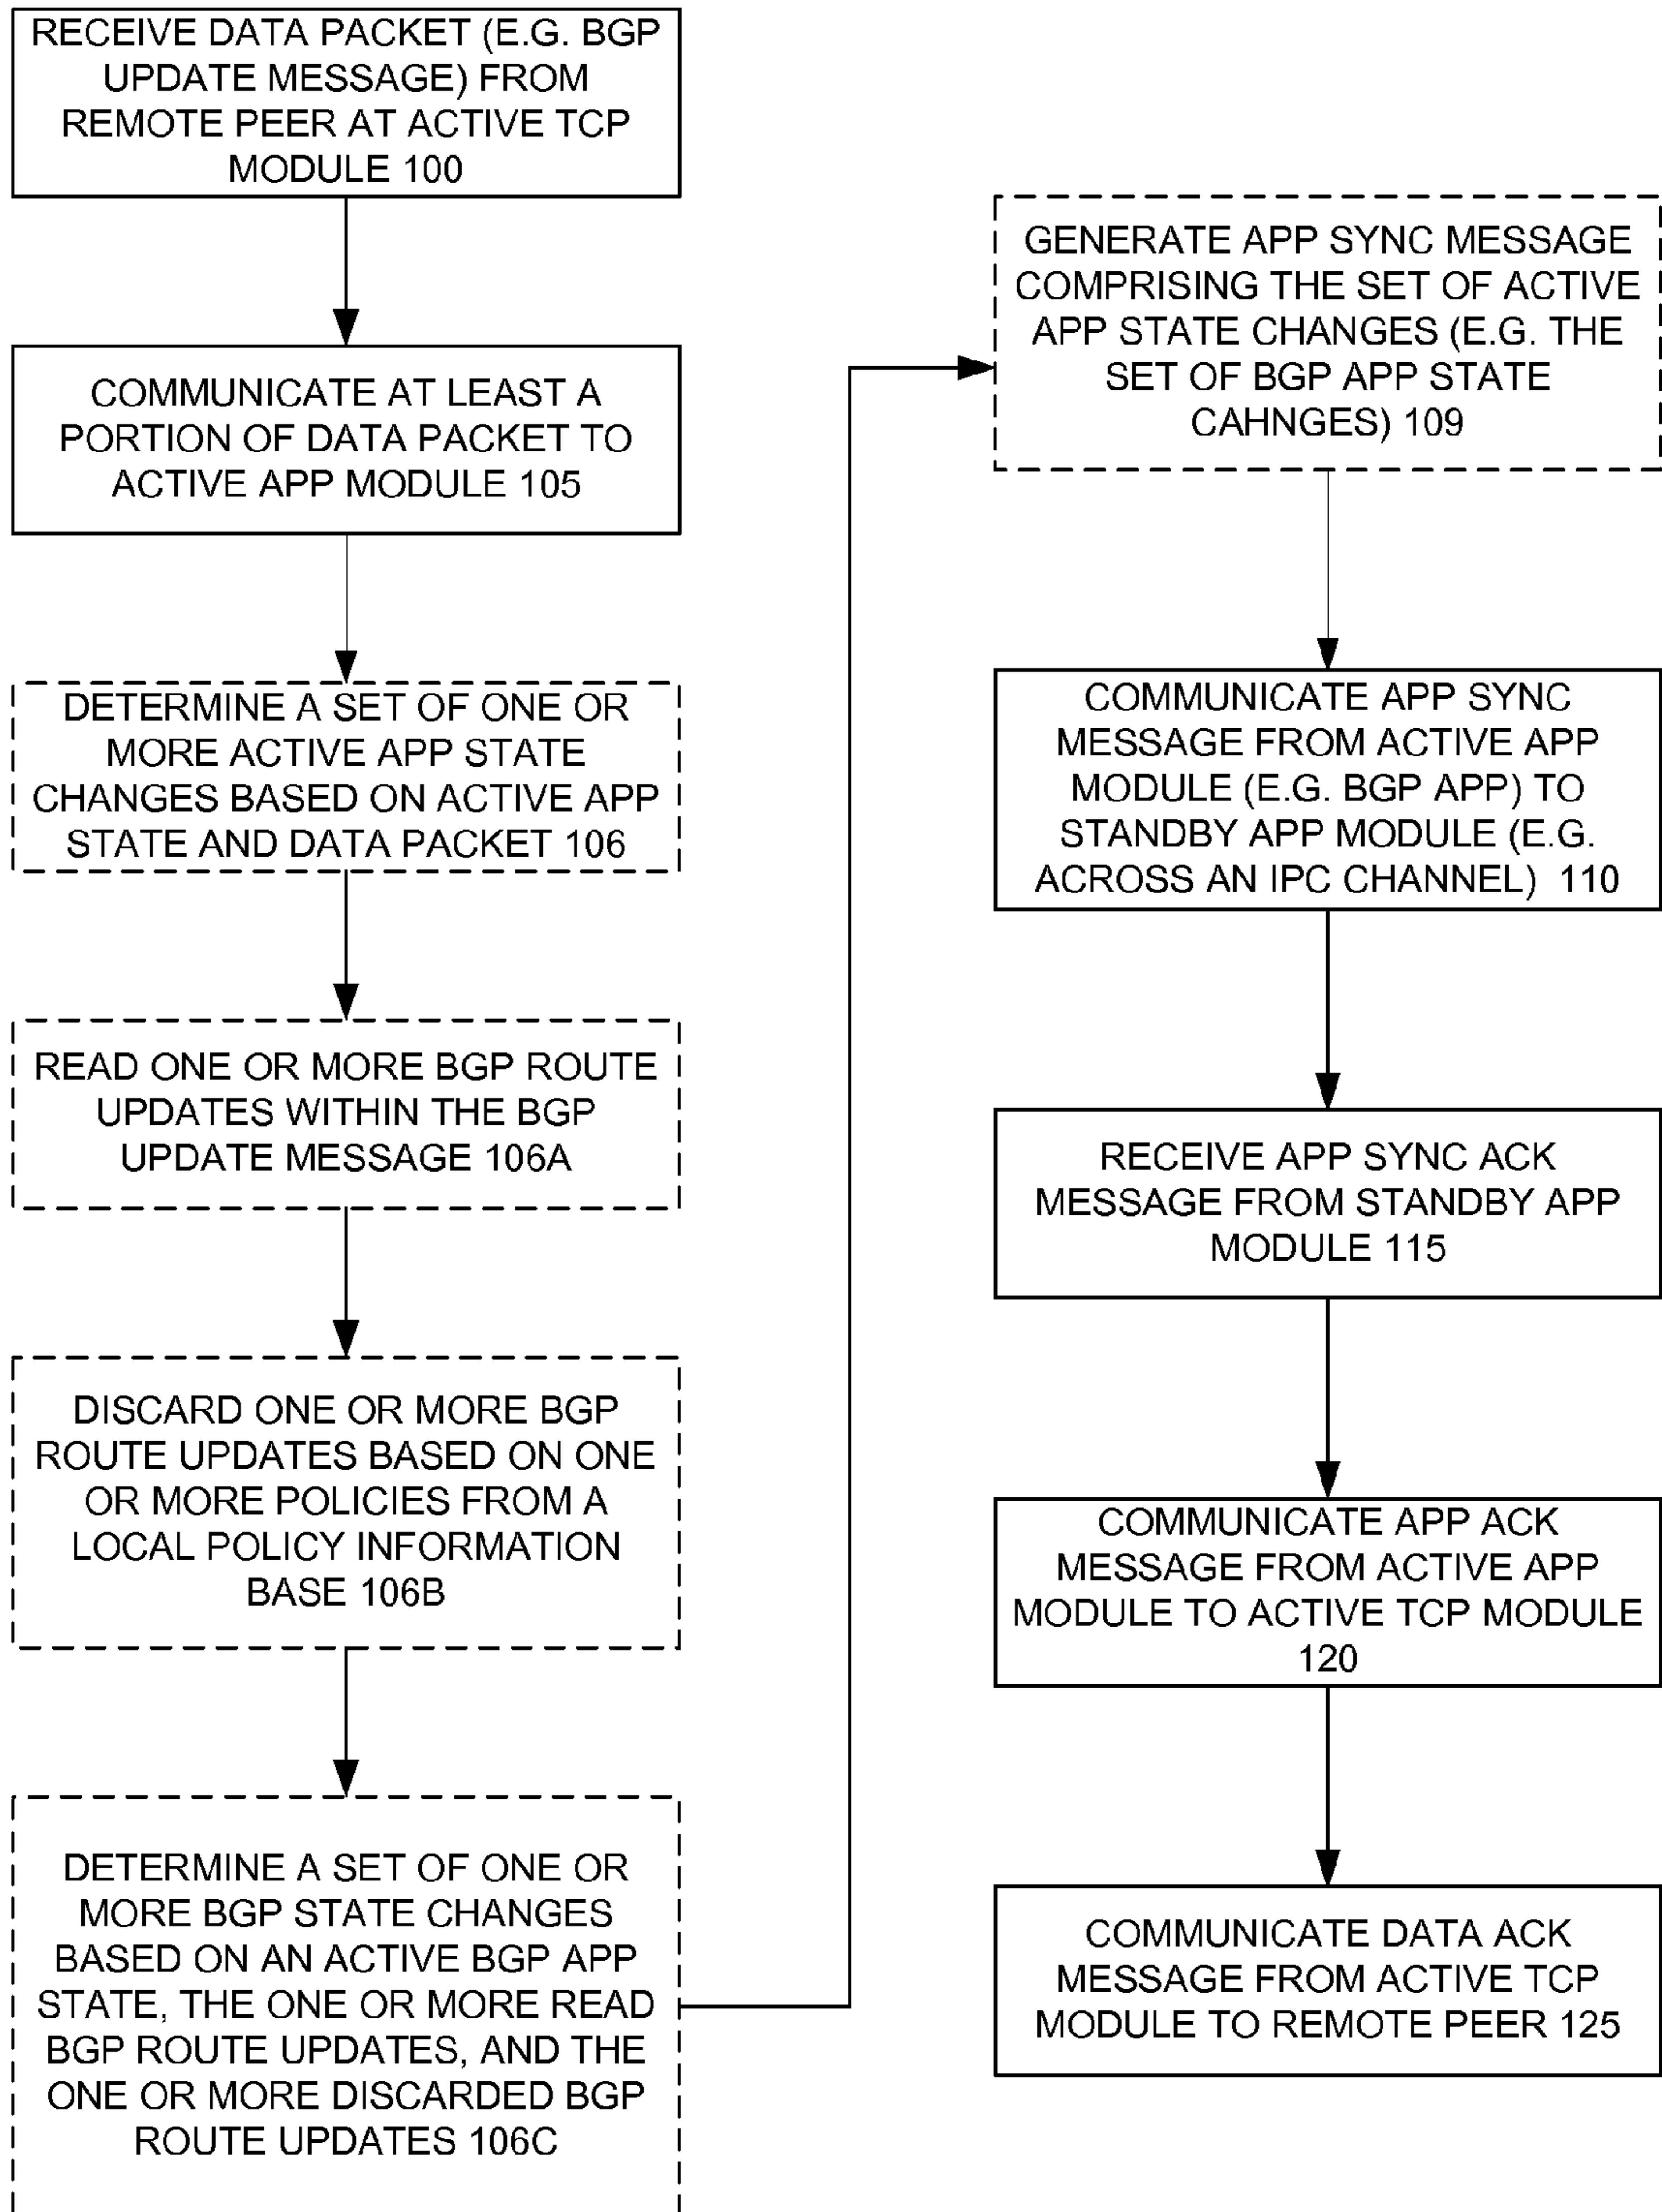 RECEIVE DATA PACKET (E.G. BGP
UPDATE MESSAGE) FROM
REMOTE PEER AT ACTIVE TCP
MODULE 100
COMMUNICATE AT LEAST A
PORTION OF DATA PACKET TO
ACTIVE APP MODULE 105
DETERMINE A SET OF ONE OR
MORE ACTIVE APP STATE
CHANGES BASED ON ACTIVE APP
STATE AND DATA PACKET 106
READ ONE OR MORE BGP ROUTE
UPDATES WITHIN THE BGP
UPDATE MESSAGE 106A
DISCARD ONE OR MORE BGP
ROUTE UPDATES BASED ON ONE
OR MORE POLICIES FROM A
LOCAL POLICY INFORMATION
BASE 106B
DETERMINE A SET OF ONE OR
MORE BGP STATE CHANGES
BASED ON AN ACTIVE BGP APP
STATE, THE ONE OR MORE READ
BGP ROUTE UPDATES, AND THE
ONE OR MORE DISCARDED BGP
ROUTE UPDATES 106C
GENERATE APP SYNC MESSAGE
COMPRISING THE SET OF ACTIVE
APP STATE CHANGES (E.G. THE
SET OF BGP APP STATE
CAHNGES) 109
COMMUNICATE APP SYNC
MESSAGE FROM ACTIVE APP
MODULE (E.G. BGP APP) TO
STANDBY APP MODULE (E.G.
ACROSS AN IPC CHANNEL) 110
RECEIVE APP SYNC ACK
MESSAGE FROM STANDBY APP
MODULE 115
COMMUNICATE APP ACK
MESSAGE FROM ACTIVE APP
MODULE TO ACTIVE TCP MODULE
120
COMMUNICATE DATA ACK
MESSAGE FROM ACTIVE TCP
MODULE TO REMOTE PEER 125